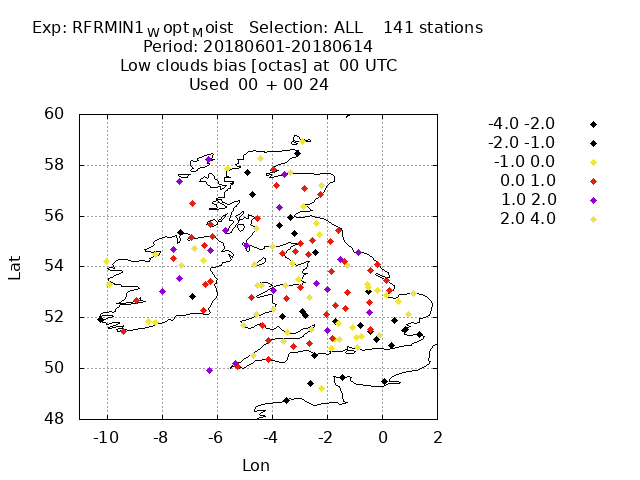 Exp: RFRMIN1WoptMoist Selection: ALL 141 stations
Period: 20180601-20180614
Low clouds bias [octas] at 00 UTC
Used 00 + 00 24
-4.0 -2.0
-2.0 -1.0
-1.0 0.0
0.0 1.0
1.0 2.0
2.0 4.0
60
58
56
54
52
50
48
Lat
-10 -8 -6 -4 -2 0 2
Lon